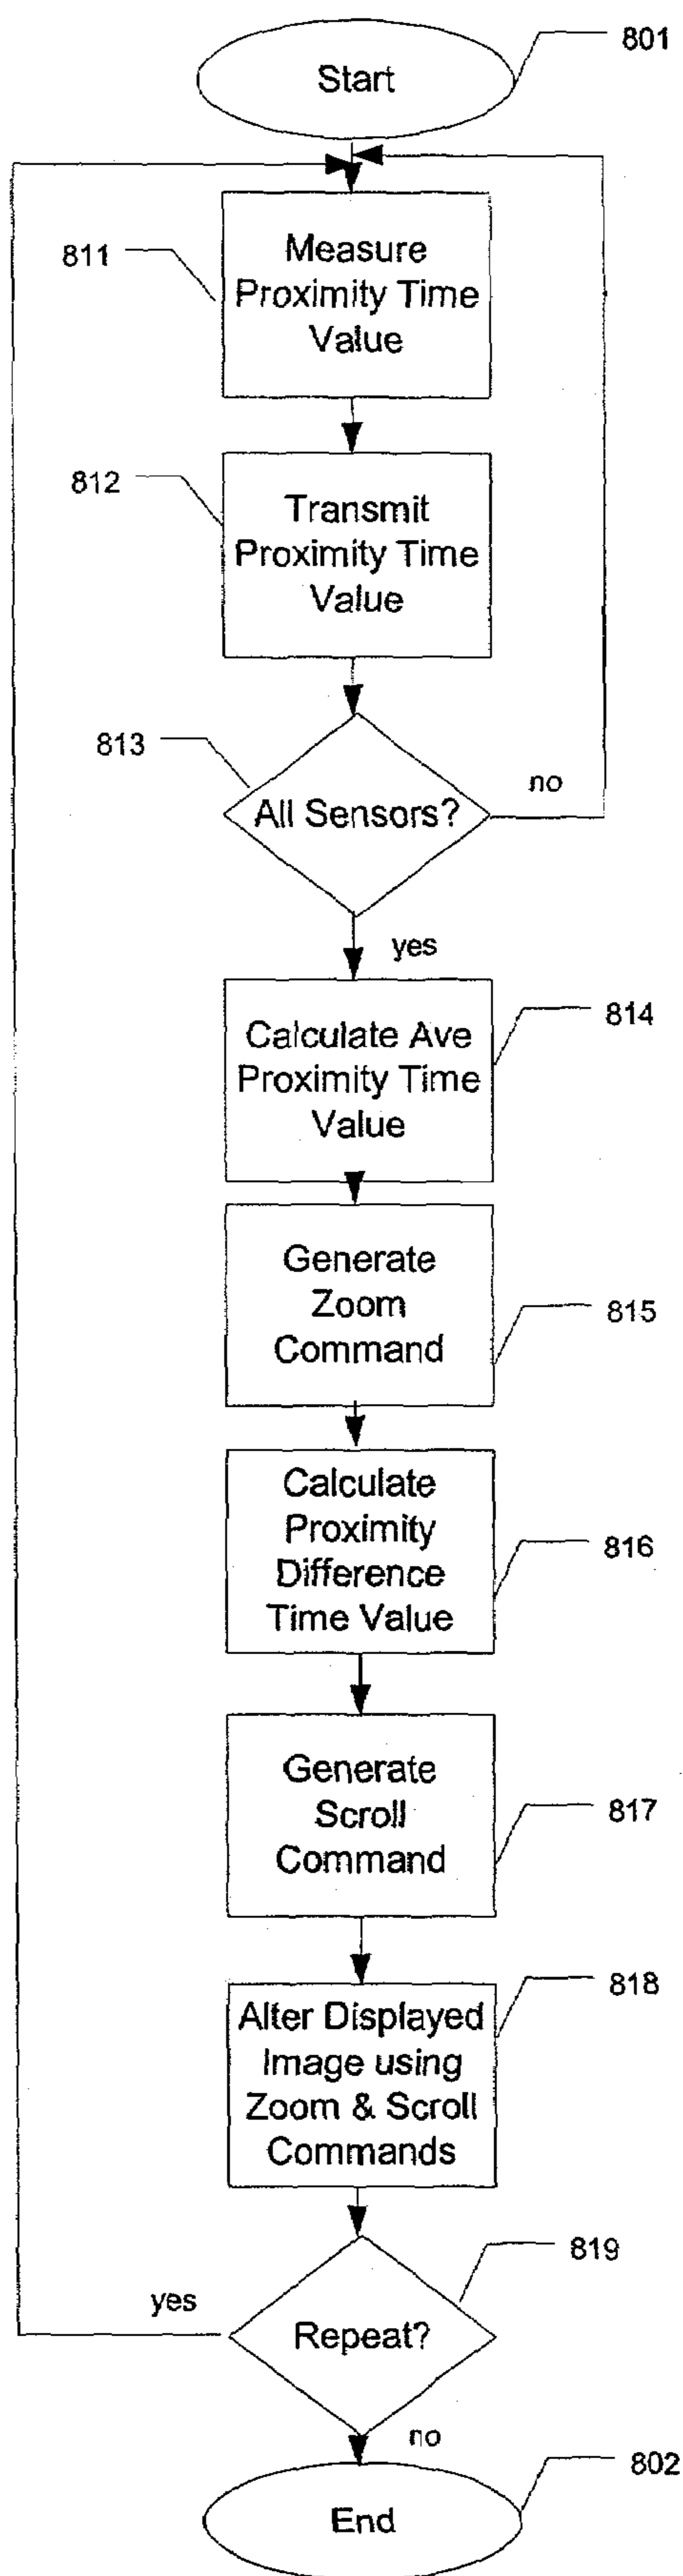 Start
801
811
Measure
Proximity Time
Value
812
Transmit
Proximity Time
Value
813
All Sensors?
no
yes
Calculate Ave
Proximity Time
Value
814
Generate
Zoom
Command
815
Calculate
Proximity
Difference
Time Value
816
Generate
Scroll
Command
817
Alter Displayed
Image using
Zoom & Scroll
Commands
818
819
yes
Repeat?
no
802
End